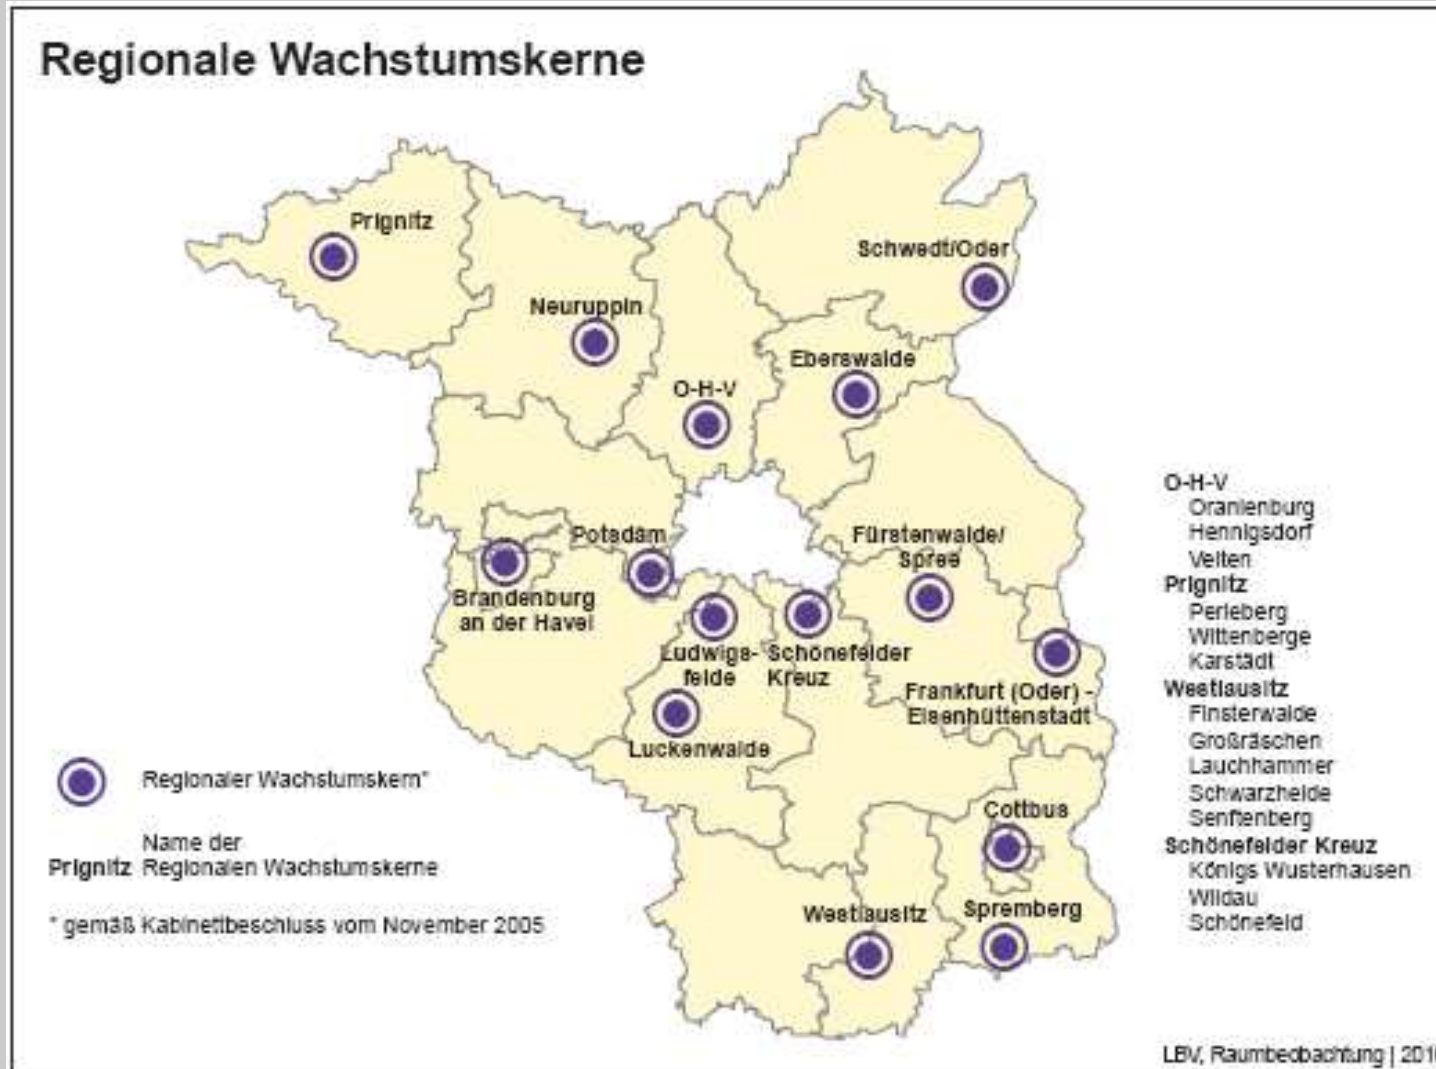 Regionale Wachstumskerne
Prignitz
Schwedt/Oder
Neuruppin
Eberswalde
O-H-V
Potsdam
Fürstenwalde/
Spree
Brandenburg
an der Havel
Ludwigs-
felde
Schönefelder
Kreuz
Frankfurt (Oder) -
Eisenhüttenstadt
Luckenwalde
Cottbus
Westlausitz
Spremberg
Regionaler Wachstumskern*
Name der
Prignitz Regionalen Wachstumskerne
* gemäß Kabinettbeschluss vom November 2005
O-H-V
Oranienburg
Hennigsdorf
Velten
Prignitz
Perleberg
Wittenberge
Karstädt
Westlausitz
Finsterwalde
Großräschen
Lauchhammer
Schwarzheide
Senftenberg
Schönefelder Kreuz
Königs Wusterhausen
Wildau
Schönefeld
LBV, Raumbeobachtung |